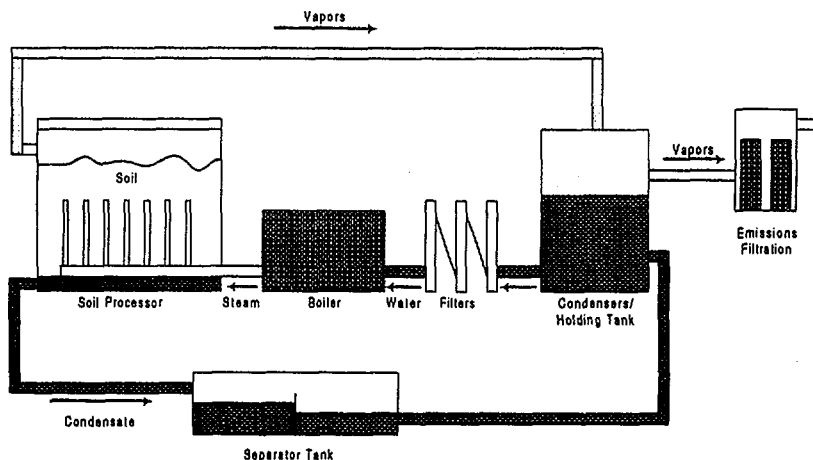 Vapors
Vapors
Soil
Emissions
Filtration
Soil Processor
Steam
Boiler
Water
Filters
Condensers/
Holding Tank
Condensate
Separator Tank